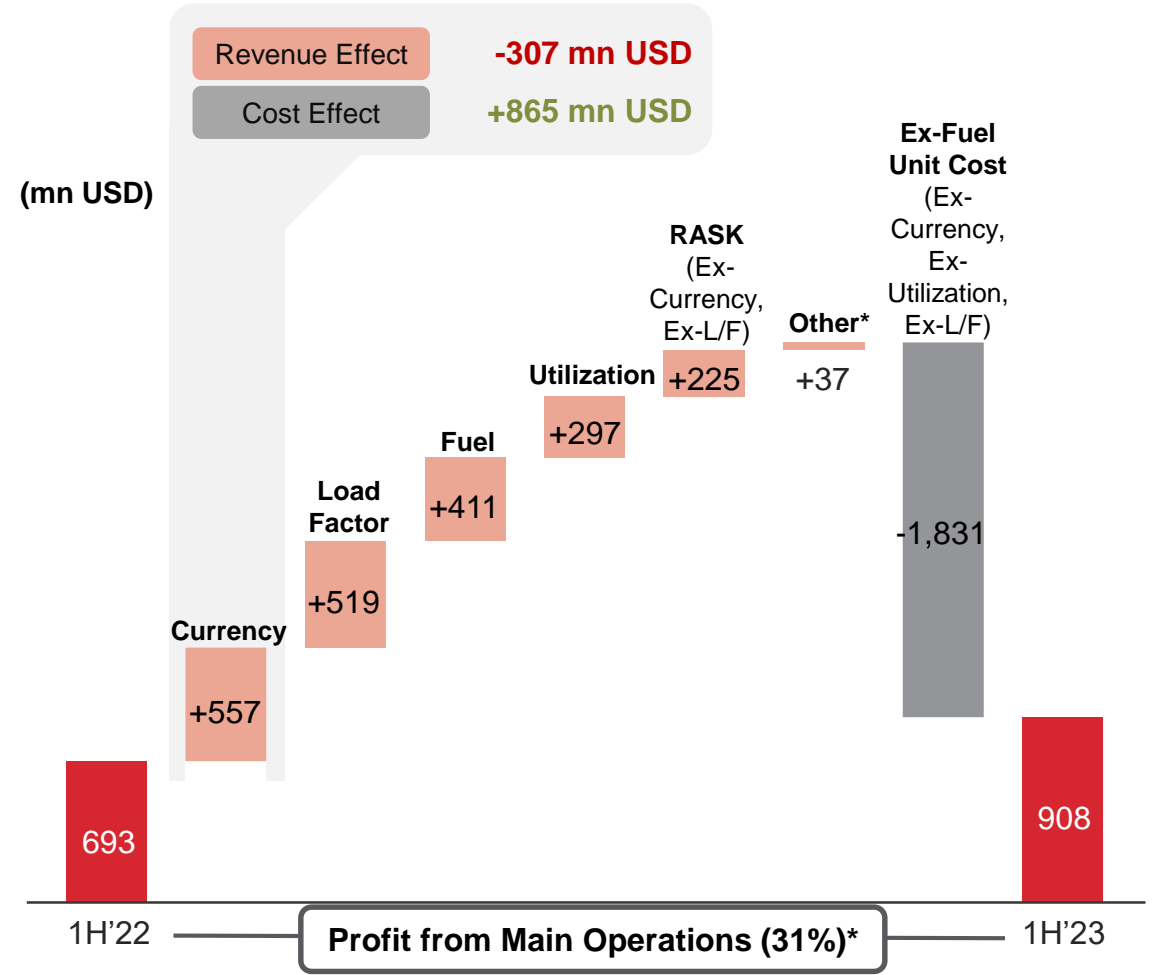 Revenue Effect -307 mn USD
Cost Effect +865 mn USD
(mn USD)
693
Currency
+557
Load
Factor
+519
Fuel
+411
Utilization
+297
RASK
(Ex-
Currency,
Ex-L/F)
+225
Other*
+37
Ex-Fuel
Unit Cost
(Ex-
Currency,
Ex-
Utilization,
Ex-L/F)
-1,831
908
1H’22
Profit from Main Operations (31%)*
1H’23